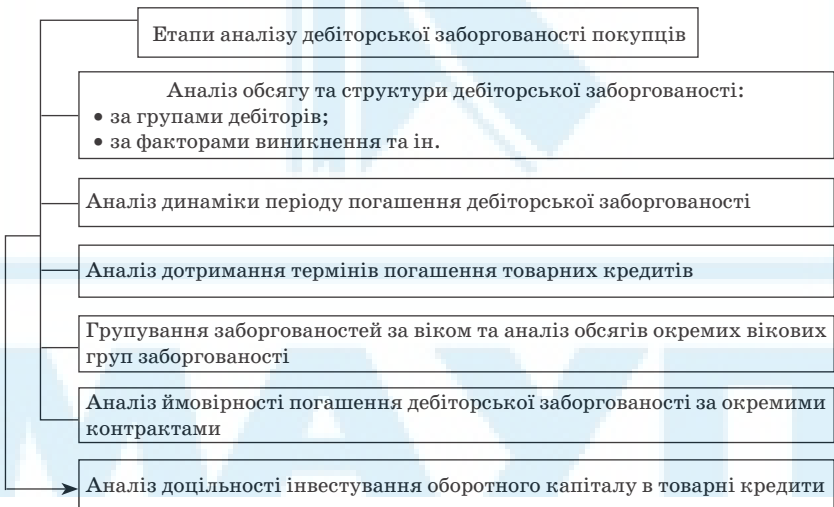 Етапи аналізу дебіторської заборгованості покупців
Аналіз обсягу та структури дебіторської заборгованості:
• за групами дебіторів;
• за факторами виникнення та ін.
Аналіз динаміки періоду погашення дебіторської заборгованості
Аналіз дотримання термінів погашення товарних кредитів
Групування заборгованостей за віком та аналіз обсягів окремих вікових
груп заборгованості
Аналіз ймовірності погашення дебіторської заборгованості за окремими
контрактами
Аналіз доцільності інвестування оборотного капіталу в товарні кредити
МАУП